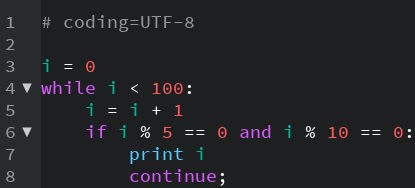 1 # coding=UTF-8
2
3 i = 0
4 ▼ while i < 100:
5     i = i + 1
6 ▼     if i % 5 == 0 and i % 10 == 0:
7         print i
8         continue;